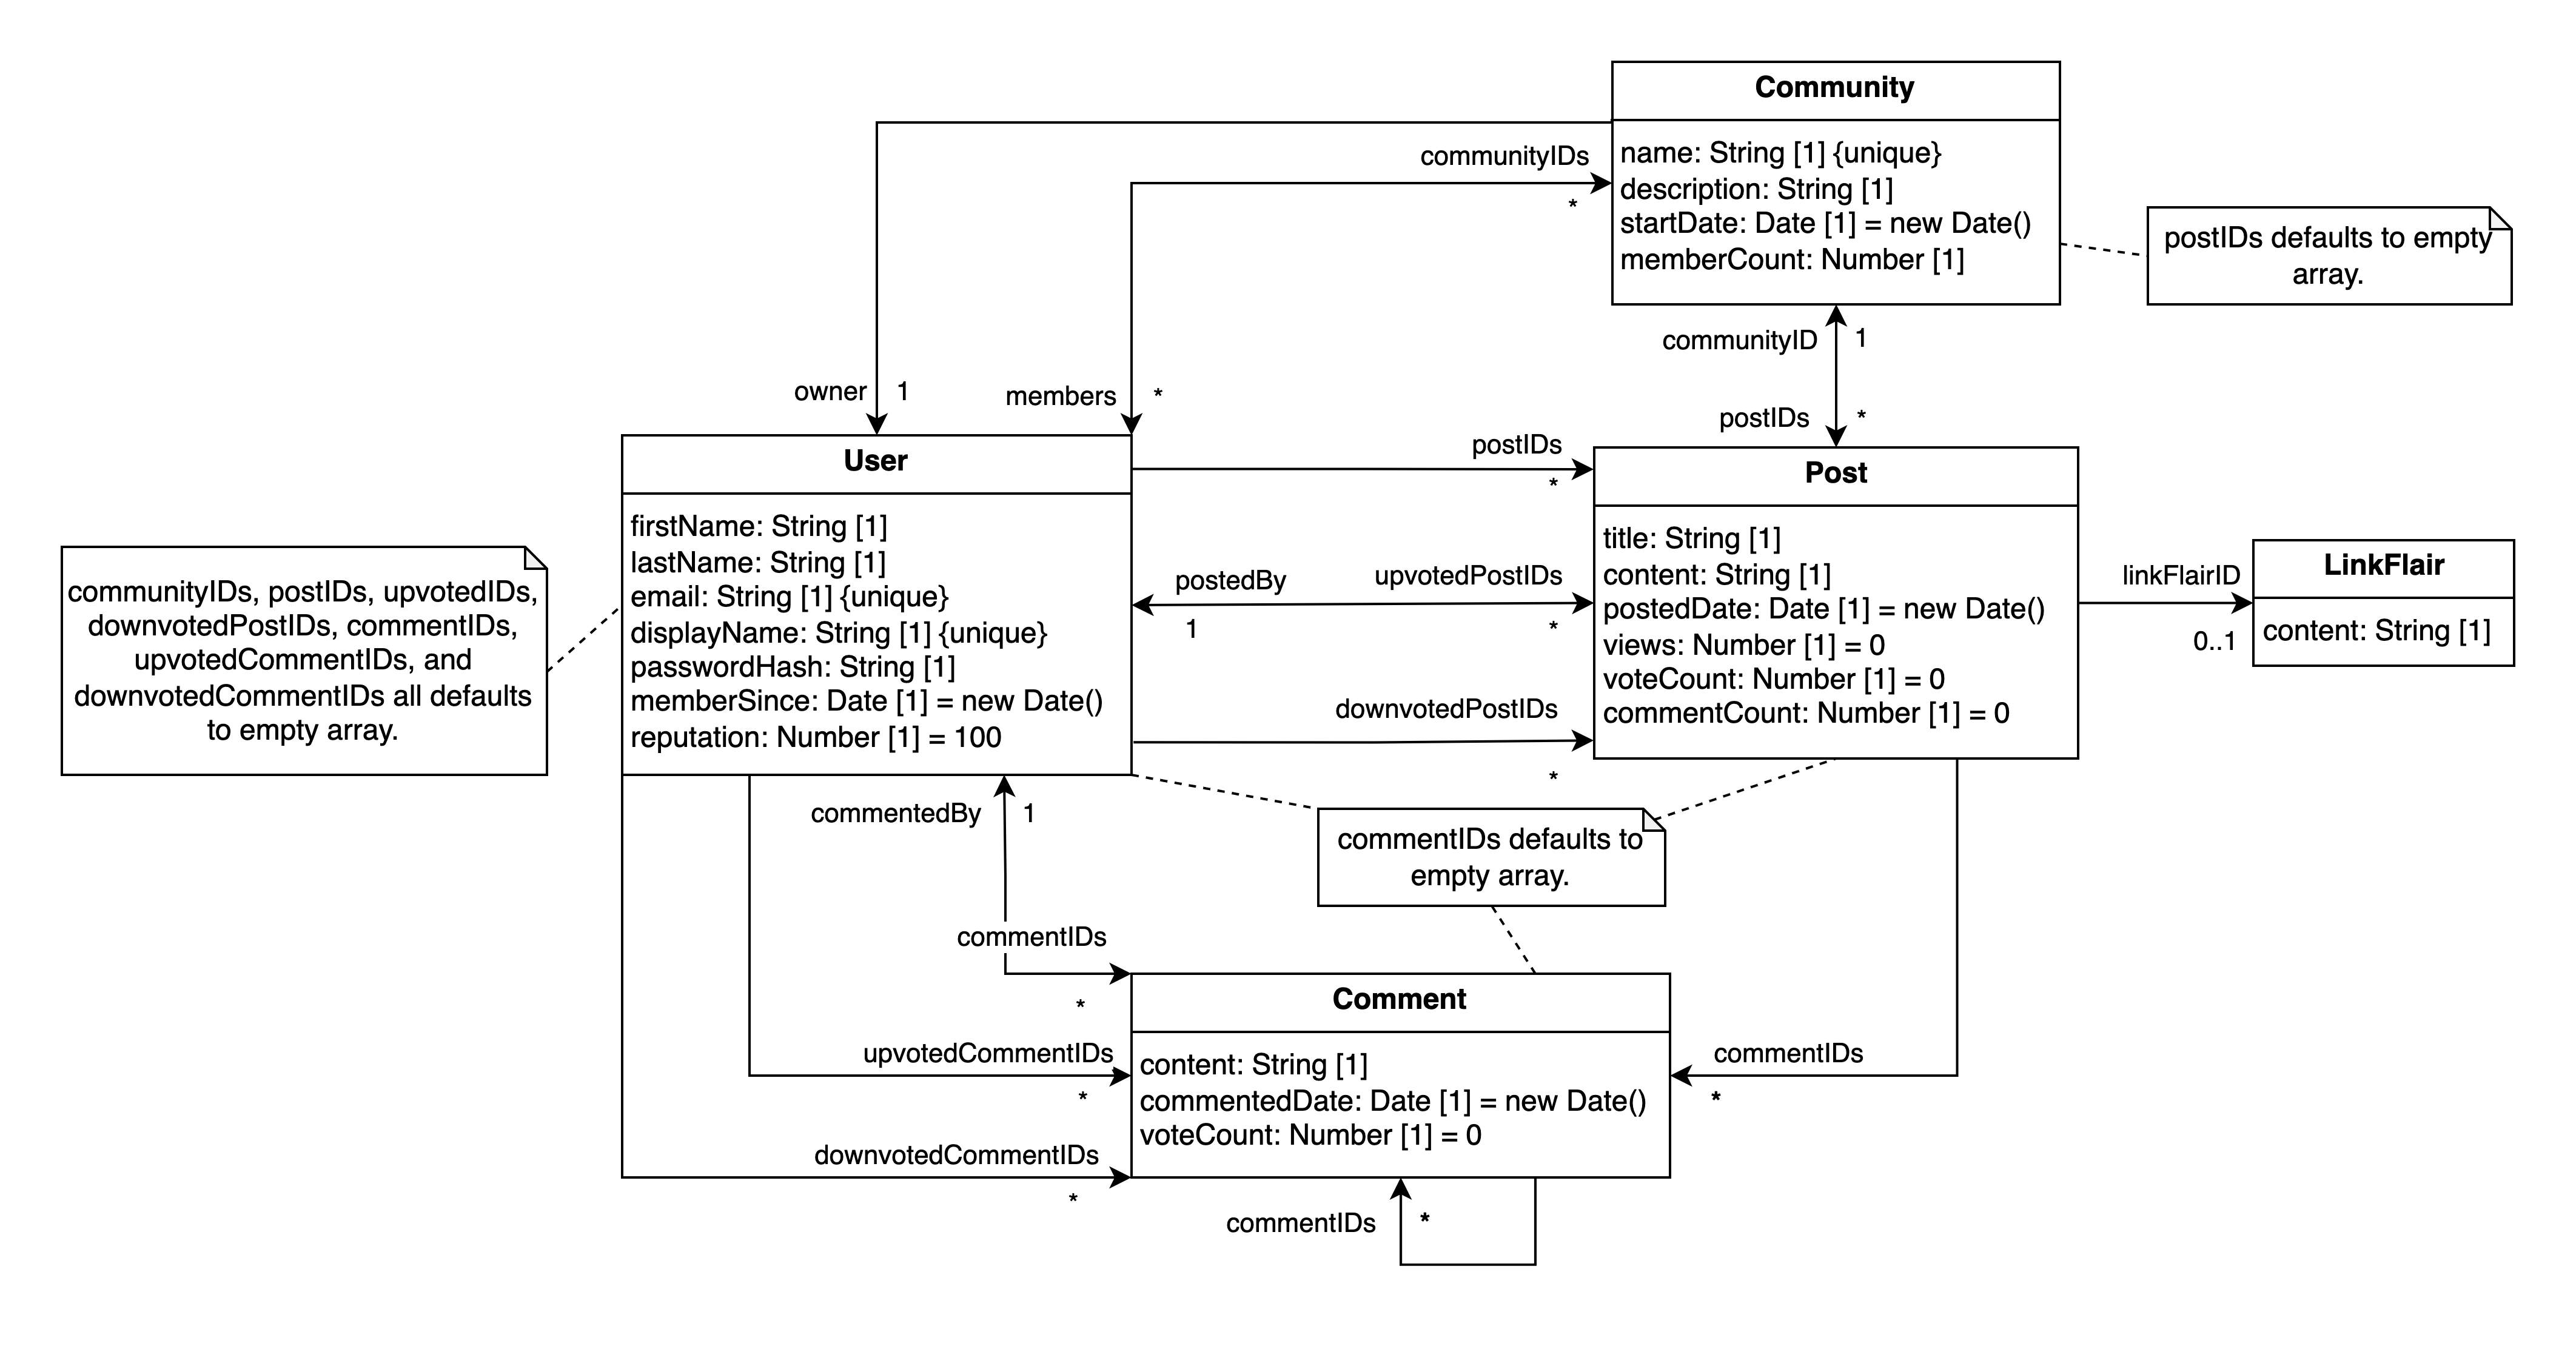 Community
name: String [1] {unique}
description: String [1]
startDate: Date [1] = new Date()
memberCount: Number [1]
communityIDs
*
postIDs defaults to empty
array.
communityID
1
owner
1
members
*
postIDs
*
User
firstName: String [1]
lastName: String [1]
email: String [1] {unique}
displayName: String [1] {unique}
passwordHash: String [1]
memberSince: Date [1] = new Date()
reputation: Number [1] = 100
postIDs
*
postedBy
1
upvotedPostIDs
*
downvotedPostIDs
*
Post
title: String [1]
content: String [1]
postedDate: Date [1] = new Date()
views: Number [1] = 0
voteCount: Number [1] = 0
commentCount: Number [1] = 0
linkFlairID
0..1
LinkFlair
content: String [1]
communityIDs, postIDs, upvotedIDs,
downvotedPostIDs, commentIDs,
upvotedCommentIDs, and
downvotedCommentIDs all defaults
to empty array.
commentedBy
1
commentIDs defaults to
empty array.
commentIDs
*
upvotedCommentIDs
*
downvotedCommentIDs
*
Comment
content: String [1]
commentedDate: Date [1] = new Date()
voteCount: Number [1] = 0
commentIDs
*
commentIDs
*